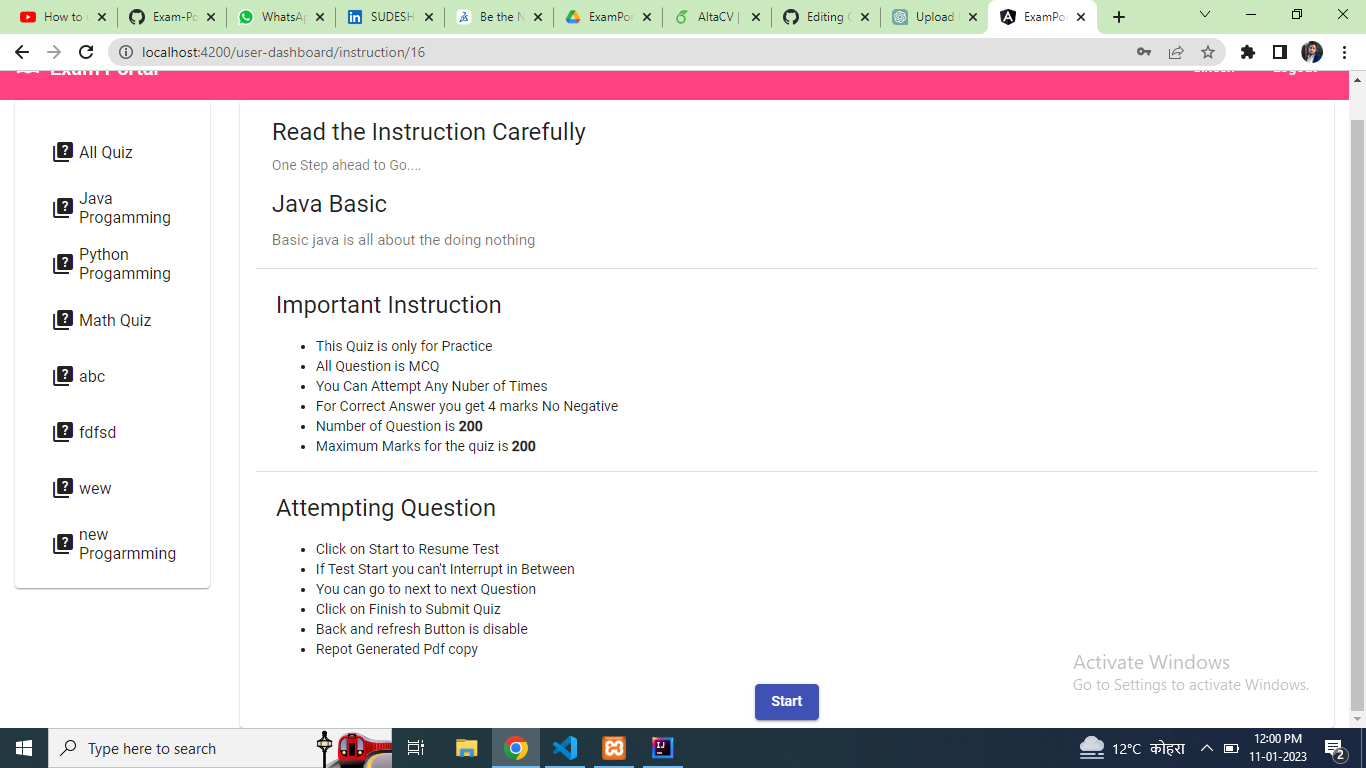 How to u
Exam-Po
WhatsAp
SUDESH
Be the N
ExamPor
AltaCV |
Editing
Upload
ExamPor
localhost:4200/user-dashboard/instruction/16
Exam Portal
Logout
All Quiz
Java
Progamming
Python
Progamming
Math Quiz
abc
fdfsd
wew
new
Progarmming
Read the Instruction Carefully
One Step ahead to Go....
Java Basic
Basic java is all about the doing nothing
Important Instruction
This Quiz is only for Practice
All Question is MCQ
You Can Attempt Any Nuber of Times
For Correct Answer you get 4 marks No Negative
Number of Question is 200
Maximum Marks for the quiz is 200
Attempting Question
Click on Start to Resume Test
If Test Start you can't Interrupt in Between
You can go to next to next Question
Click on Finish to Submit Quiz
Back and refresh Button is disable
Repot Generated Pdf copy
Start
Activate Windows
Go to Settings to activate Windows.
Type here to search
12°C कोहरा
12:00 PM
11-01-2023
2